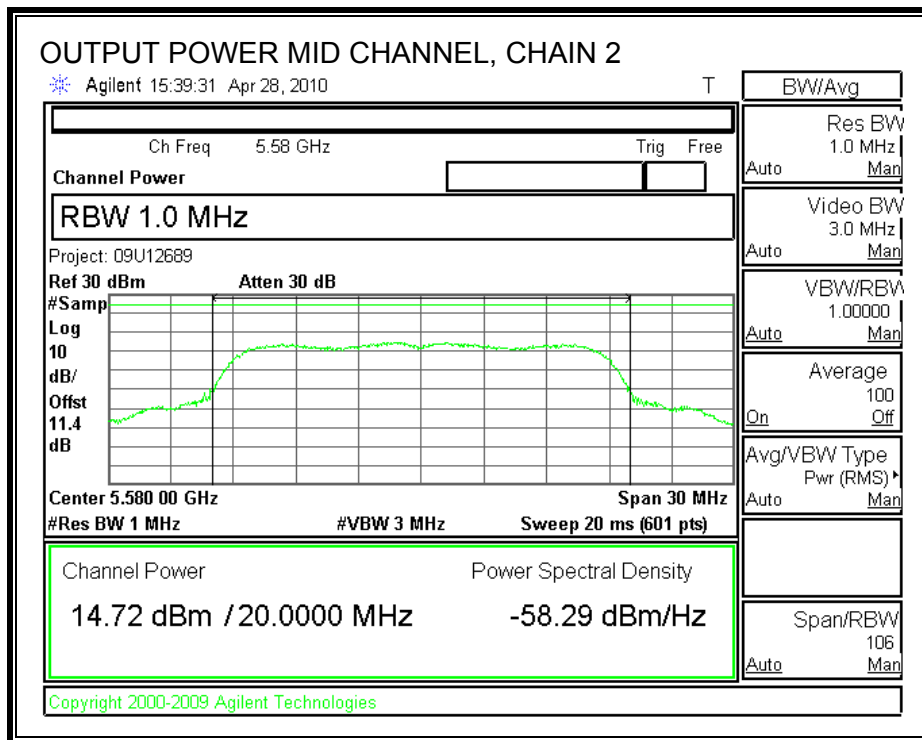 OUTPUT POWER MID CHANNEL, CHAIN 2
Agilent 15:39:31 Apr 28, 2010 T
BW/Avg
Ch Freq 5.58 GHz Trig Free
Channel Power
RBW 1.0 MHz
Project: 09U12689
Ref 30 dBm Atten 30 dB
#Samp
Log
10
dB/
Offst
11.4
dB
Center 5.580 00 GHz Span 30 MHz
#Res BW 1 MHz #VBW 3 MHz Sweep 20 ms (601 pts)
Channel Power Power Spectral Density
14.72 dBm / 20.0000 MHz -58.29 dBm/Hz
Res BW
1.0 MHz
Auto Man
Video BW
3.0 MHz
Auto Man
VBW/RBW
1.00000
Auto Man
Average
100
On Off
Avg/VBW Type
Pwr (RMS)
Auto Man
Span/RBW
106
Auto Man
Copyright 2000-2009 Agilent Technologies